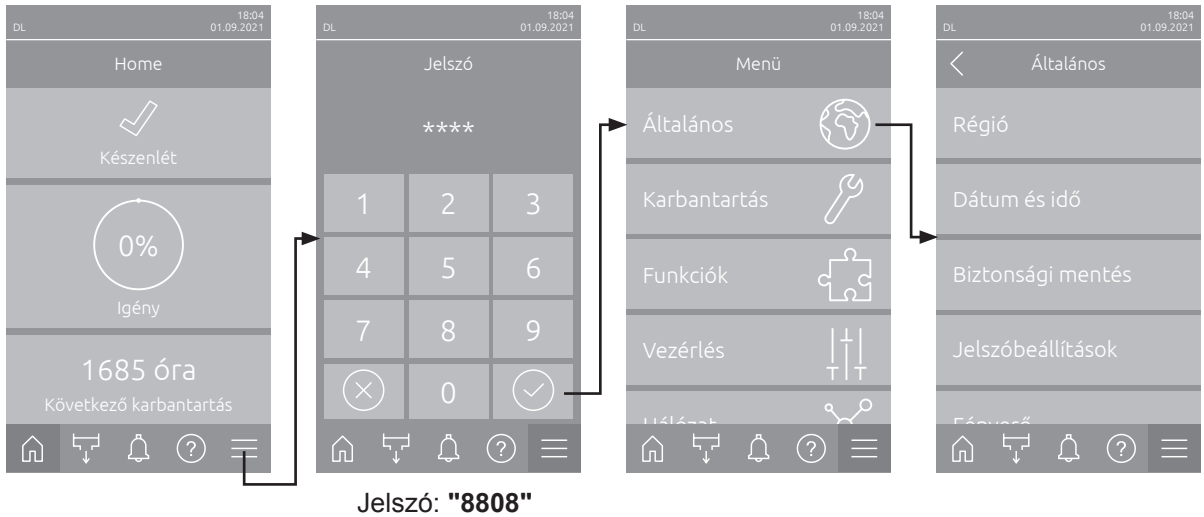 DL
18:04
01.09.2021
Home
Készenlét
0%
Igény
1685 óra
Következő karbantartás
?
DL
18:04
01.09.2021
Jelszó
****
1 2 3
4 5 6
7 8 9
0
?
Jelszó: "8808"
DL
18:04
01.09.2021
Menü
Általános
Karbantartás
Funkciók
Vezérlés
Hálózat
?
DL
18:04
01.09.2021
Általános
Régió
Dátum és idő
Biztonsági mentés
Jelszóbeállítások
Fényerő
?